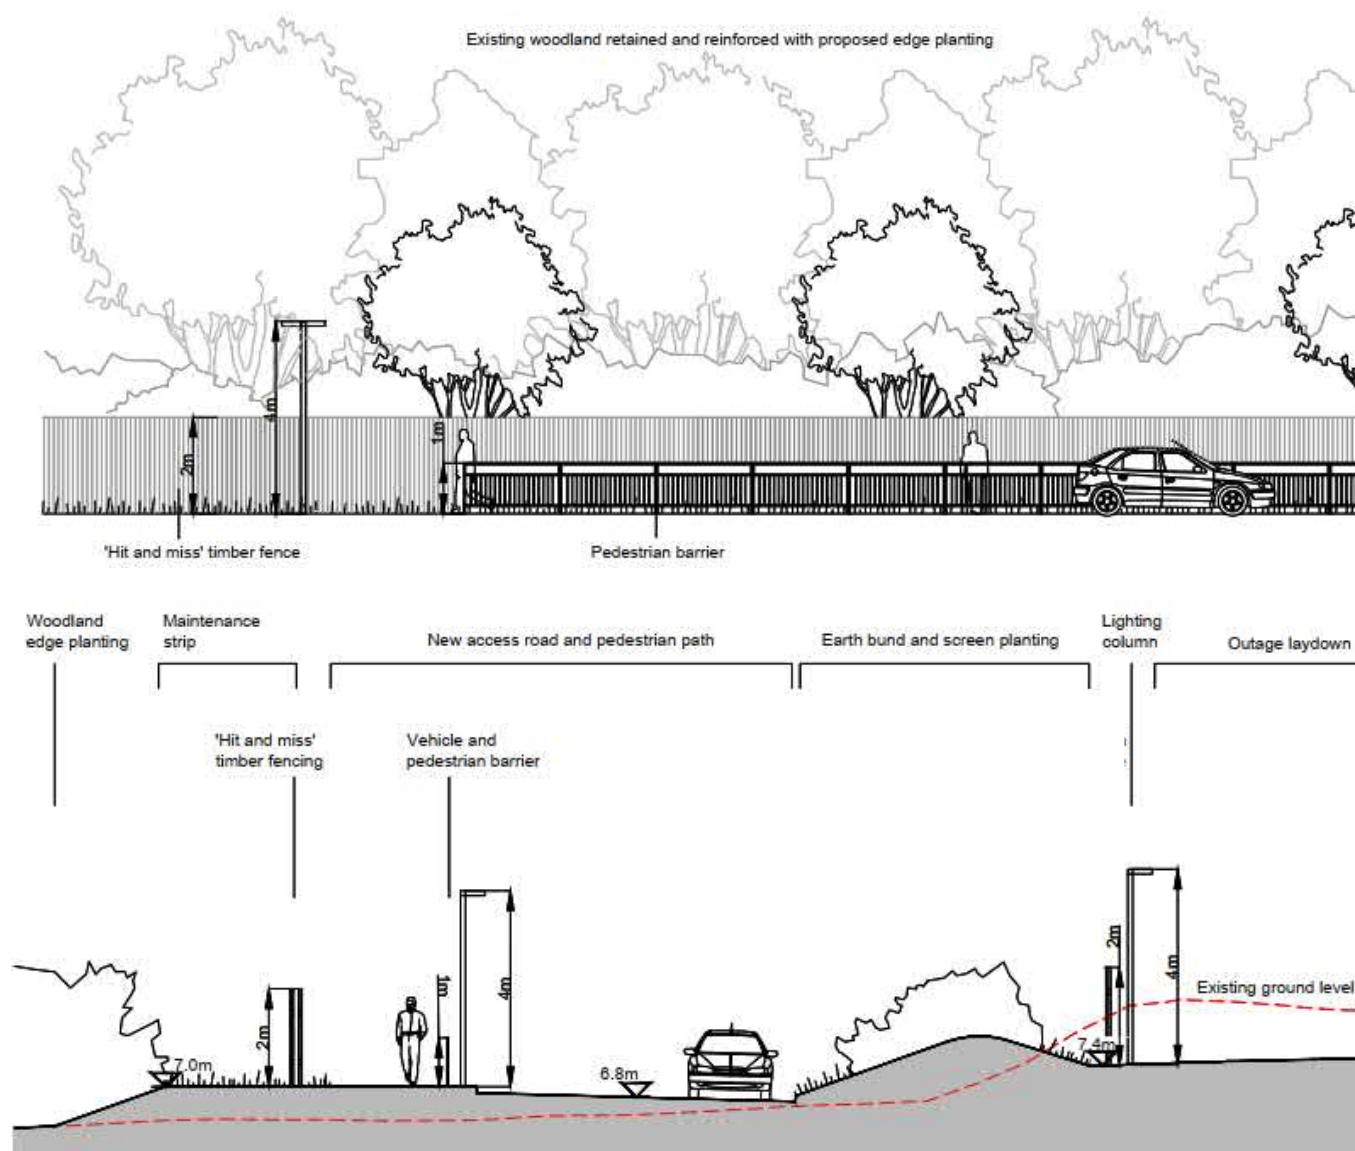 Existing woodland retained and reinforced with proposed edge planting
4m
2m
1m
'Hit and miss' timber fence
Pedestrian barrier
Woodland
edge planting
Maintenance
strip
New access road and pedestrian path
Earth bund and screen planting
Lighting
column
Outage laydown
'Hit and miss'
timber fencing
Vehicle and
pedestrian barrier
2m
1m
4m
2m
4m
Existing ground level
7.0m
6.8m
7.4m